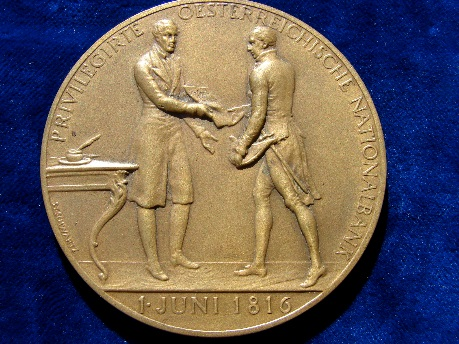 PRIVILEGIRTE OESTERREICHISCHE NATIONALBANK
1·JUNI 1816